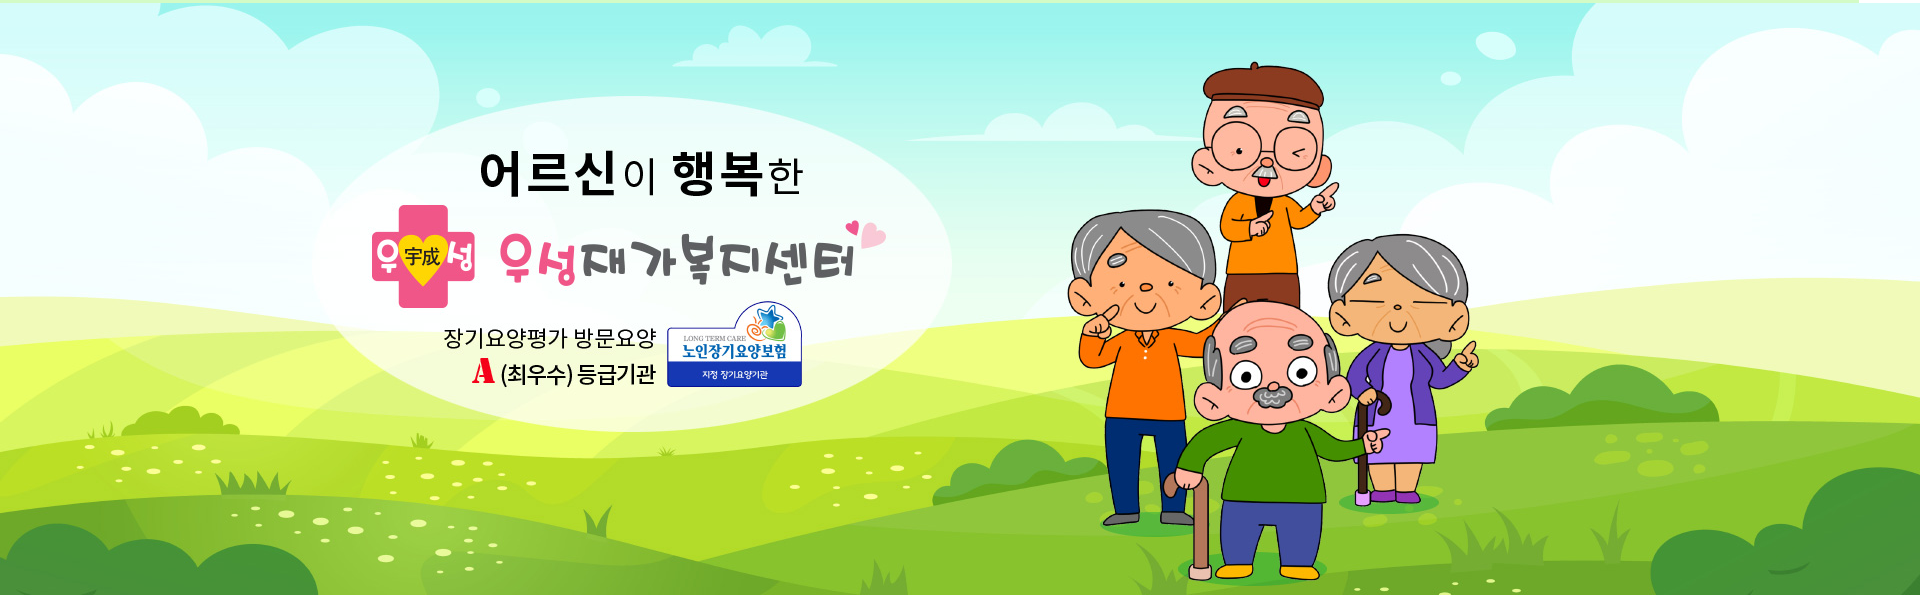 어르신이 행복한
우 宇成 성
우성재가복지센터
장기요양평가 방문요양
A (최우수) 등급기관
LONG TERM CARE
노인장기요양보험
지정 장기요양기관